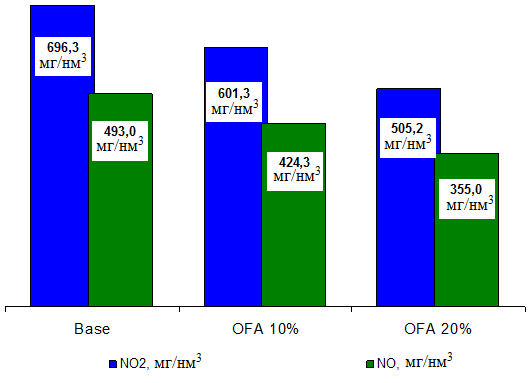 696,3
мг/нм³
493,0
мг/нм³
601,3
мг/нм³
424,3
мг/нм³
505,2
мг/нм³
355,0
мг/нм³
Base OFA 10% OFA 20%
NO2, мг/нм³ NO, мг/нм³